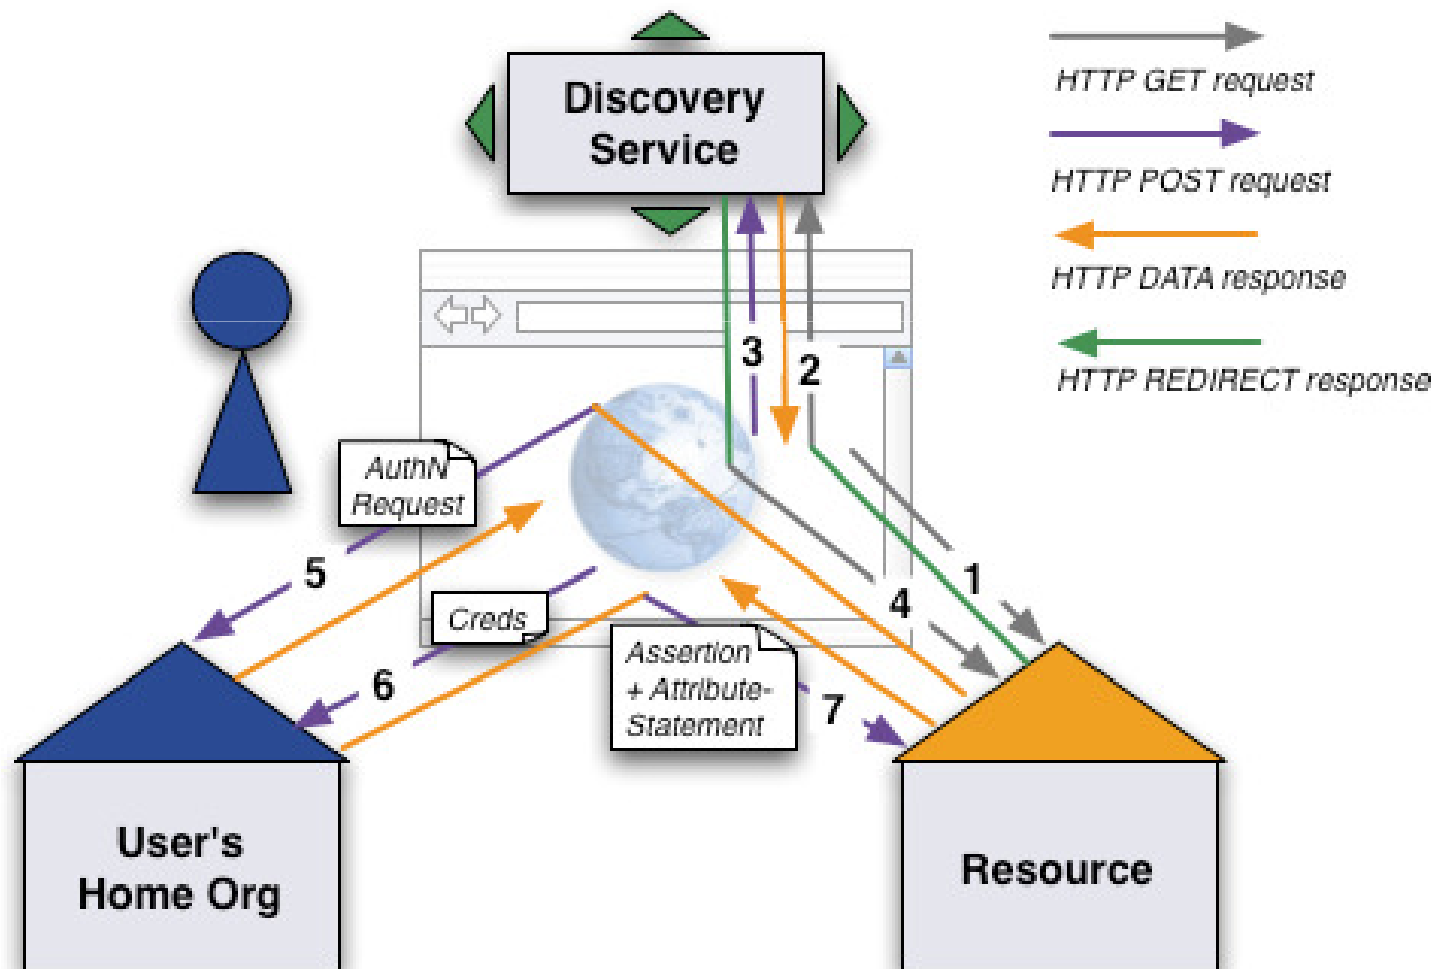 Discovery
Service
HTTP GET request
HTTP POST request
HTTP DATA response
HTTP REDIRECT response
3
2
AuthN
Request
5
1
4
Creds
6
Assertion
+ Attribute-
Statement
7
User's
Home Org
Resource